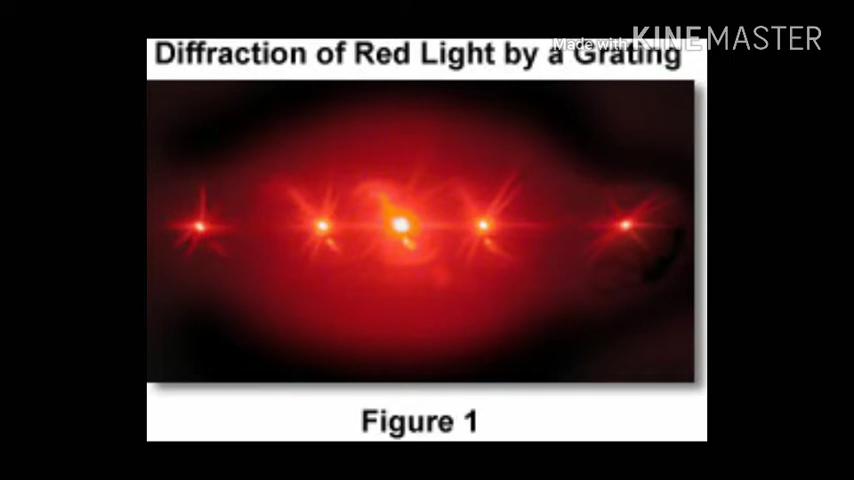 Made with KINEMASTER
Diffraction of Red Light by a Grating
Figure 1